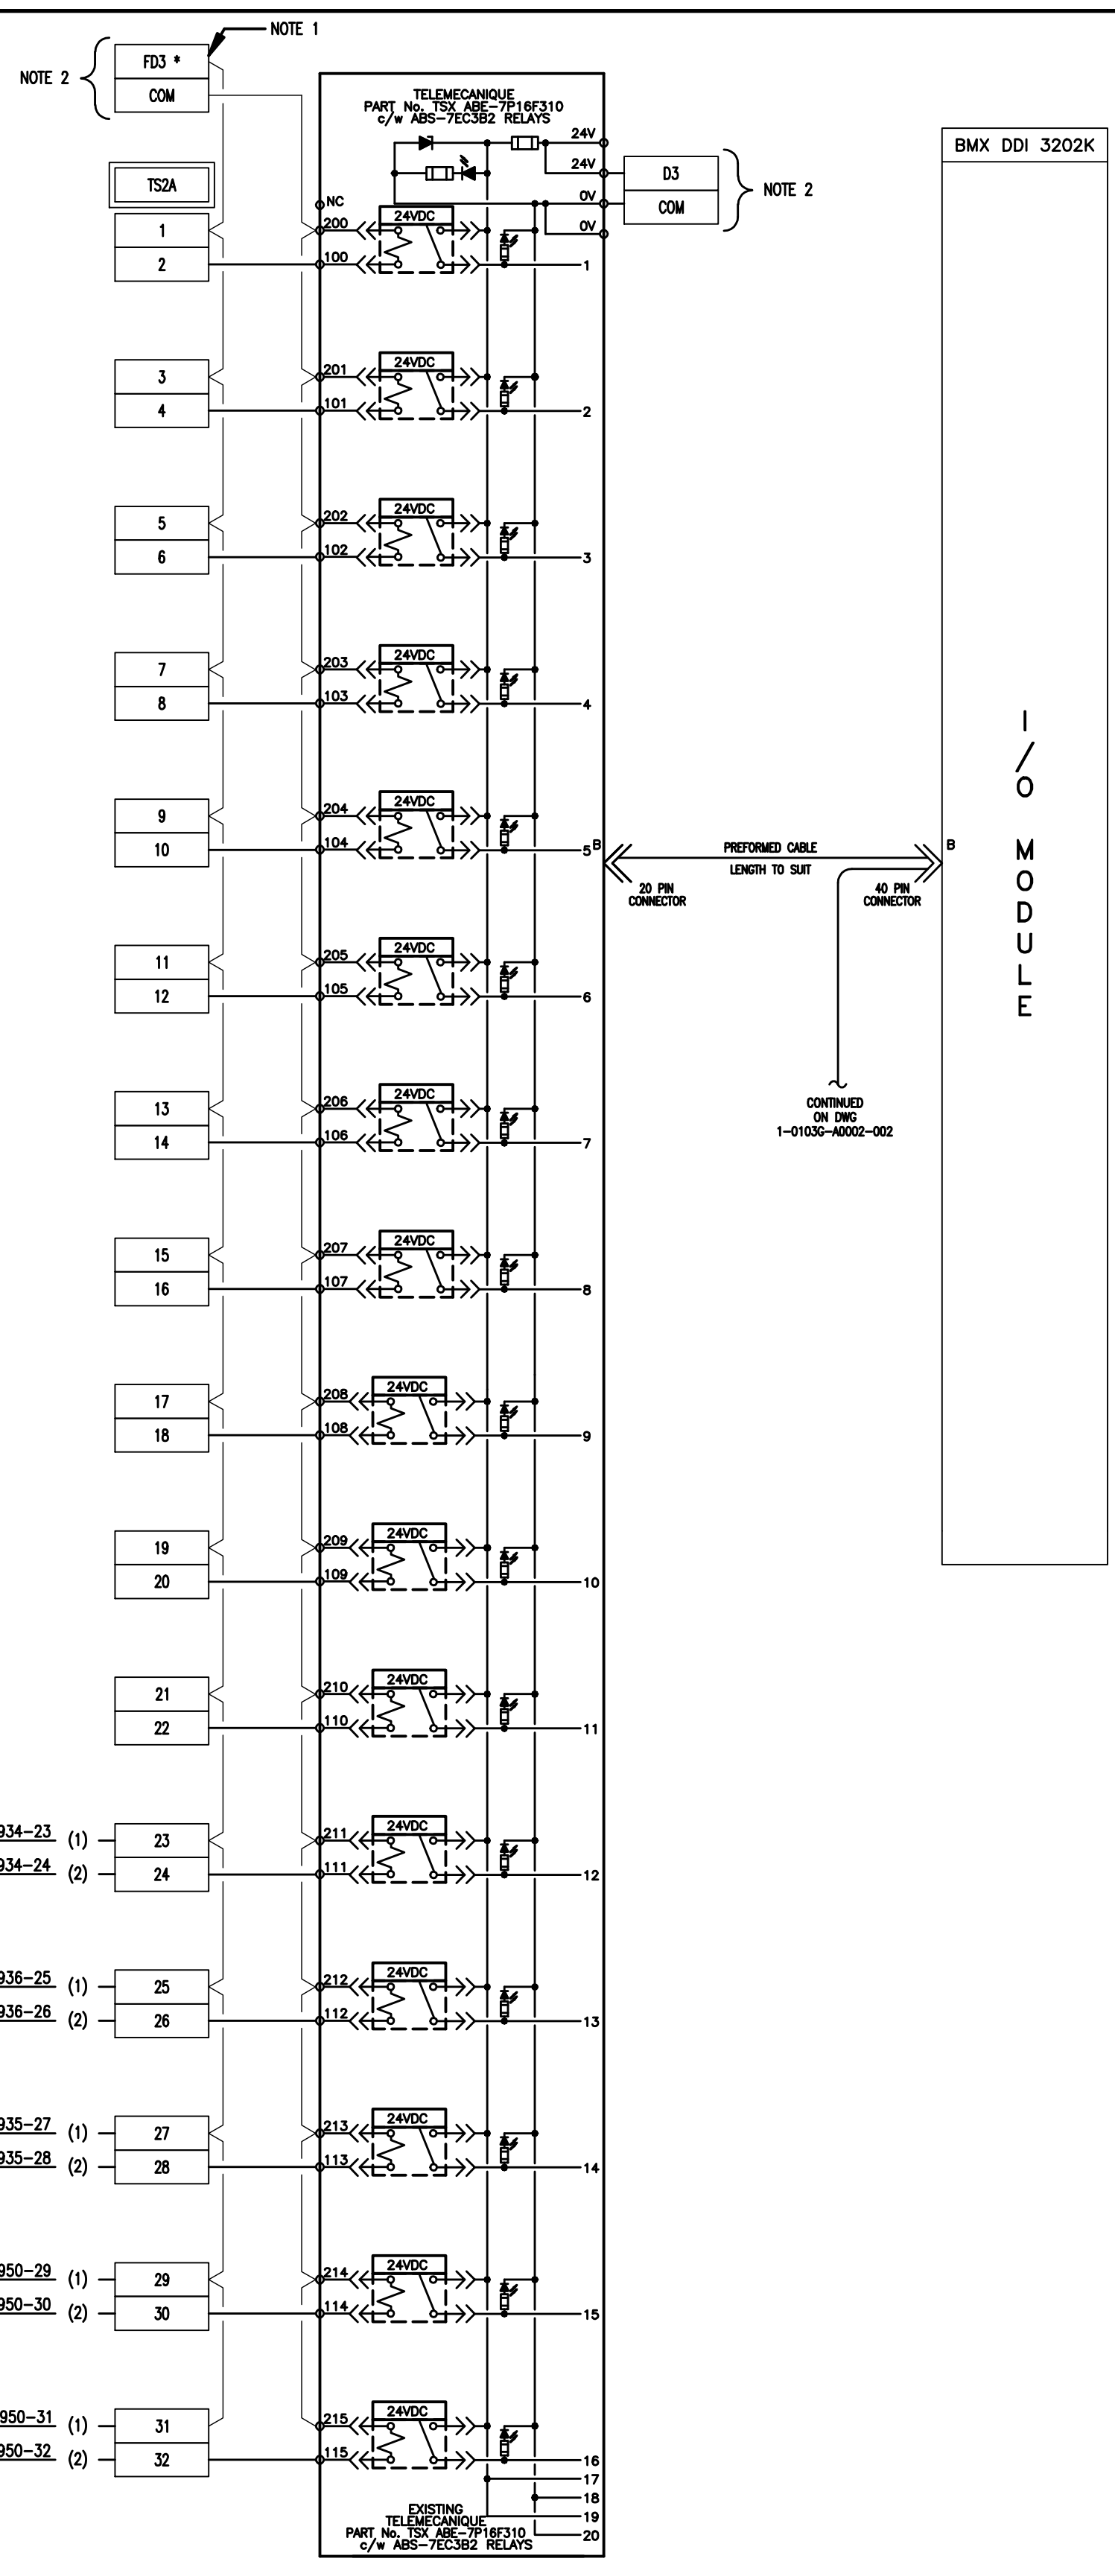 NOTE 1
FD3 *
NOTE 2
COM
TELEMECANIQUE
PART No. TSX ABE-7P16F310
c/w ABS-7EC3B2 RELAYS
24V
24V
0V
0V
BMX DDI 3202K
D3
COM
NOTE 2
TS2A
NC
1
2
200
100
24VDC
1
3
4
201
101
24VDC
2
5
6
202
102
24VDC
3
7
8
203
103
24VDC
4
9
10
204
104
24VDC
5
B
PREFORMED CABLE
LENGTH TO SUIT
20 PIN
CONNECTOR
40 PIN
CONNECTOR
B
I/O MODULE
11
12
205
105
24VDC
6
13
14
206
106
24VDC
7
CONTINUED
ON DWG
1-0103G-A0002-002
15
16
207
107
24VDC
8
17
18
208
108
24VDC
9
19
20
209
109
24VDC
10
21
22
210
110
24VDC
11
934-23 (1)
934-24 (2)
23
24
211
111
24VDC
12
936-25 (1)
936-26 (2)
25
26
212
112
24VDC
13
935-27 (1)
935-28 (2)
27
28
213
113
24VDC
14
950-29 (1)
950-30 (2)
29
30
214
114
24VDC
15
950-31 (1)
950-32 (2)
31
32
215
115
24VDC
16
17
18
19
20
EXISTING
TELEMECANIQUE
PART No. TSX ABE-7P16F310
c/w ABS-7EC3B2 RELAYS